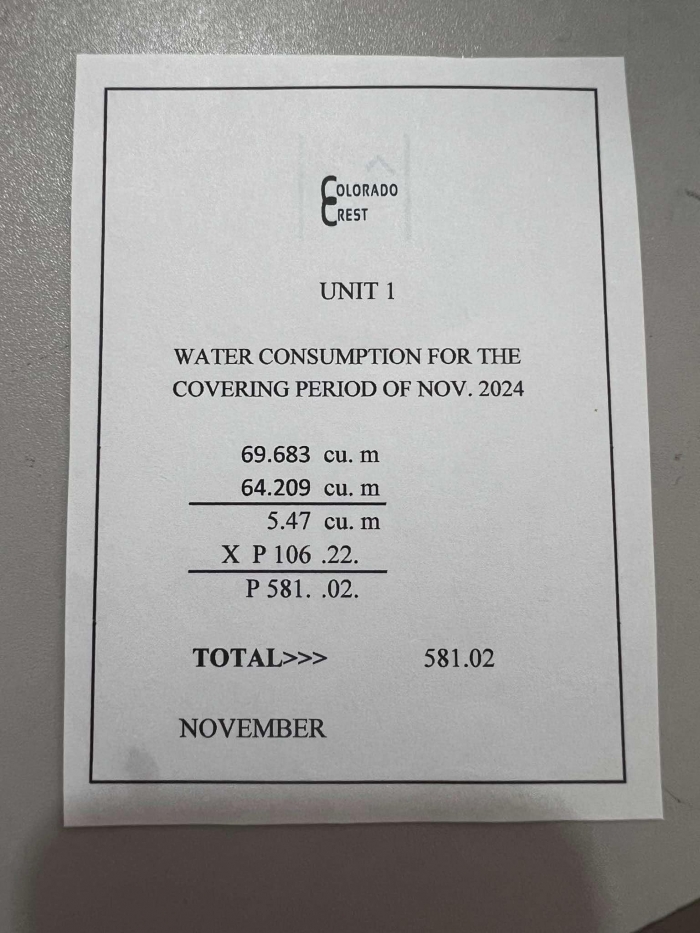 COLORADO
CREST
UNIT 1
WATER CONSUMPTION FOR THE
COVERING PERIOD OF NOV. 2024
69.683 cu. m
64.209 cu. m
5.47 cu. m
X P 106 .22.
P 581. .02.
TOTAL>>> 581.02
NOVEMBER